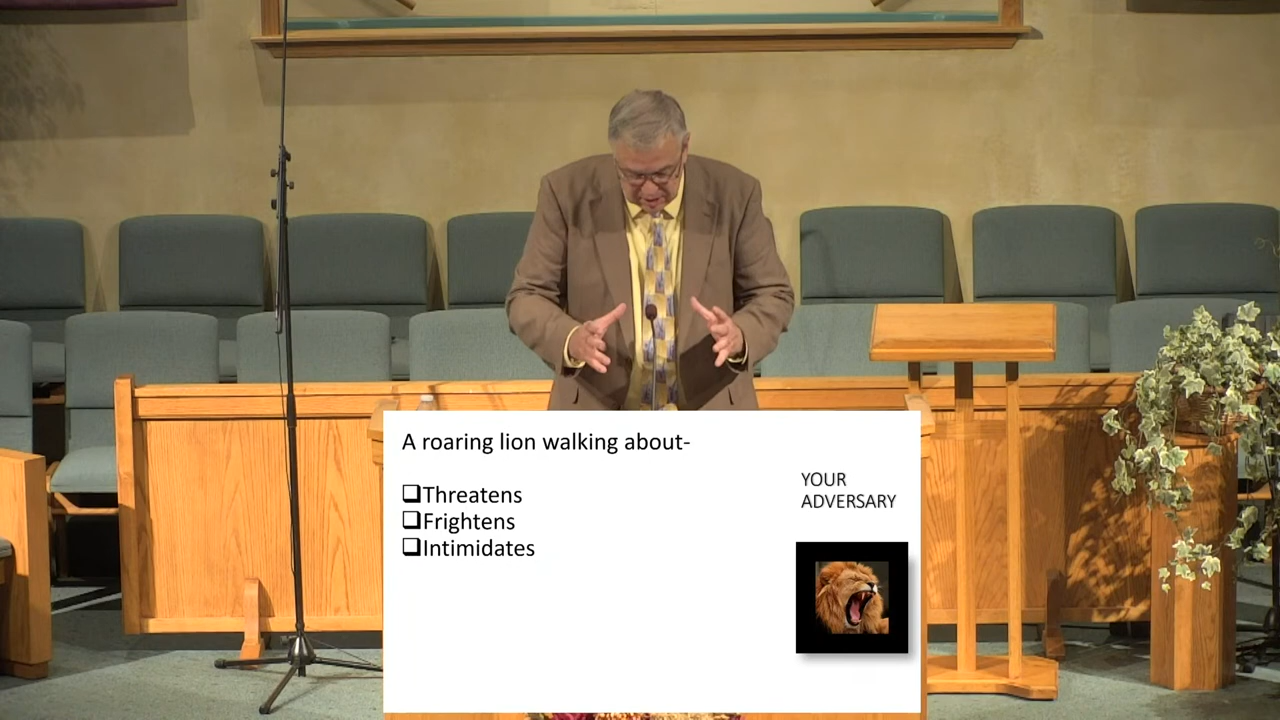 A roaring lion walking about-
❑Threatens
❑Frightens
❑Intimidates
YOUR
ADVERSARY